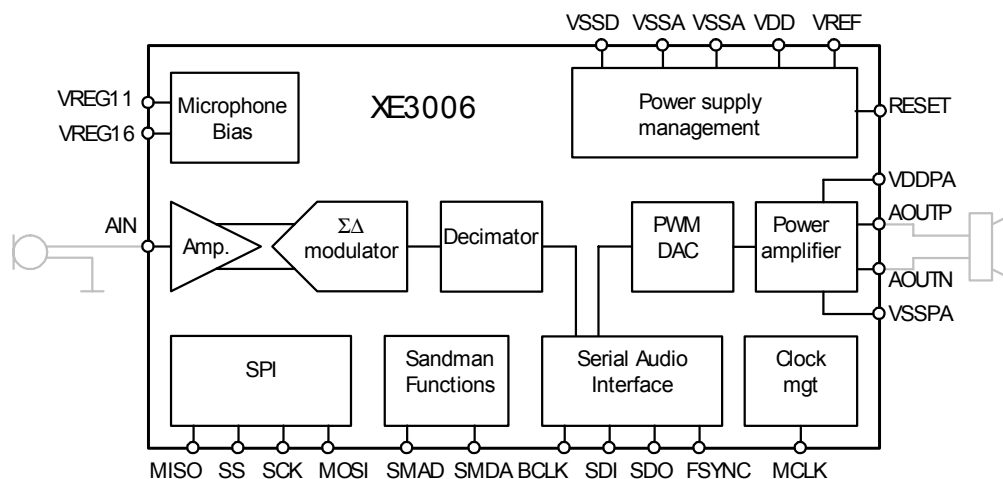 VSSD VSSA VSSA VDD VREF
XE3006
VREG11
VREG16
Microphone
Bias
Power supply
management
RESET
VDDPA
AIN
Amp.
ΣΔ
modulator
Decimator
PWM
DAC
Power
amplifier
AOUTP
AOUTN
VSSPA
SPI
Sandman
Functions
Serial Audio
Interface
Clock
mgt
MISO SS SCK MOSI SMAD SMDA BCLK SDI SDO FSYNC MCLK